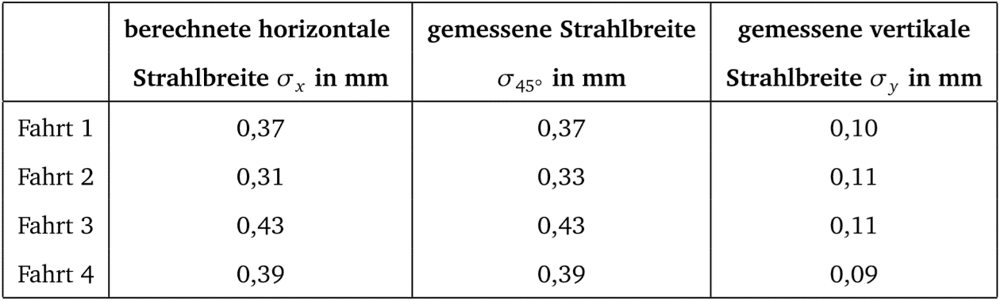 berechnete horizontale gemessene Strahlbreite gemessene vertikale
Strahlbreite σx in mm σ45° in mm Strahlbreite σy in mm
Fahrt 1 0,37 0,37 0,10
Fahrt 2 0,31 0,33 0,11
Fahrt 3 0,43 0,43 0,11
Fahrt 4 0,39 0,39 0,09